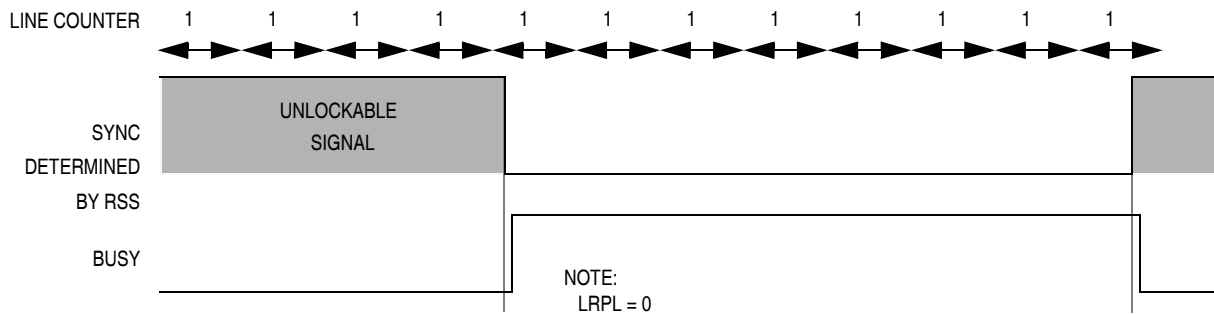 LINE COUNTER 1 1 1 1 1 1 1 1 1 1 1 1
UNLOCKABLE
SIGNAL
SYNC
DETERMINED
BY RSS
BUSY
NOTE:
LRPL = 0